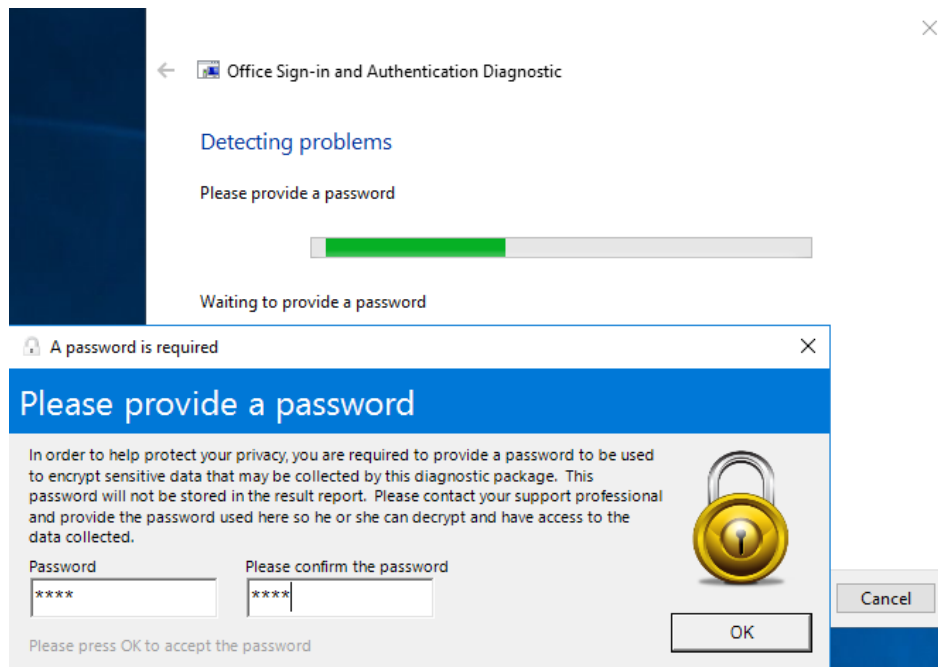 Office Sign-in and Authentication Diagnostic
Detecting problems
Please provide a password
Waiting to provide a password
A password is required
Please provide a password
In order to help protect your privacy, you are required to provide a password to be used
to encrypt sensitive data that may be collected by this diagnostic package. This
password will not be stored in the result report. Please contact your support professional
and provide the password used here so he or she can decrypt and have access to the
data collected.
Password Please confirm the password
**** ****
Cancel
OK
Please press OK to accept the password